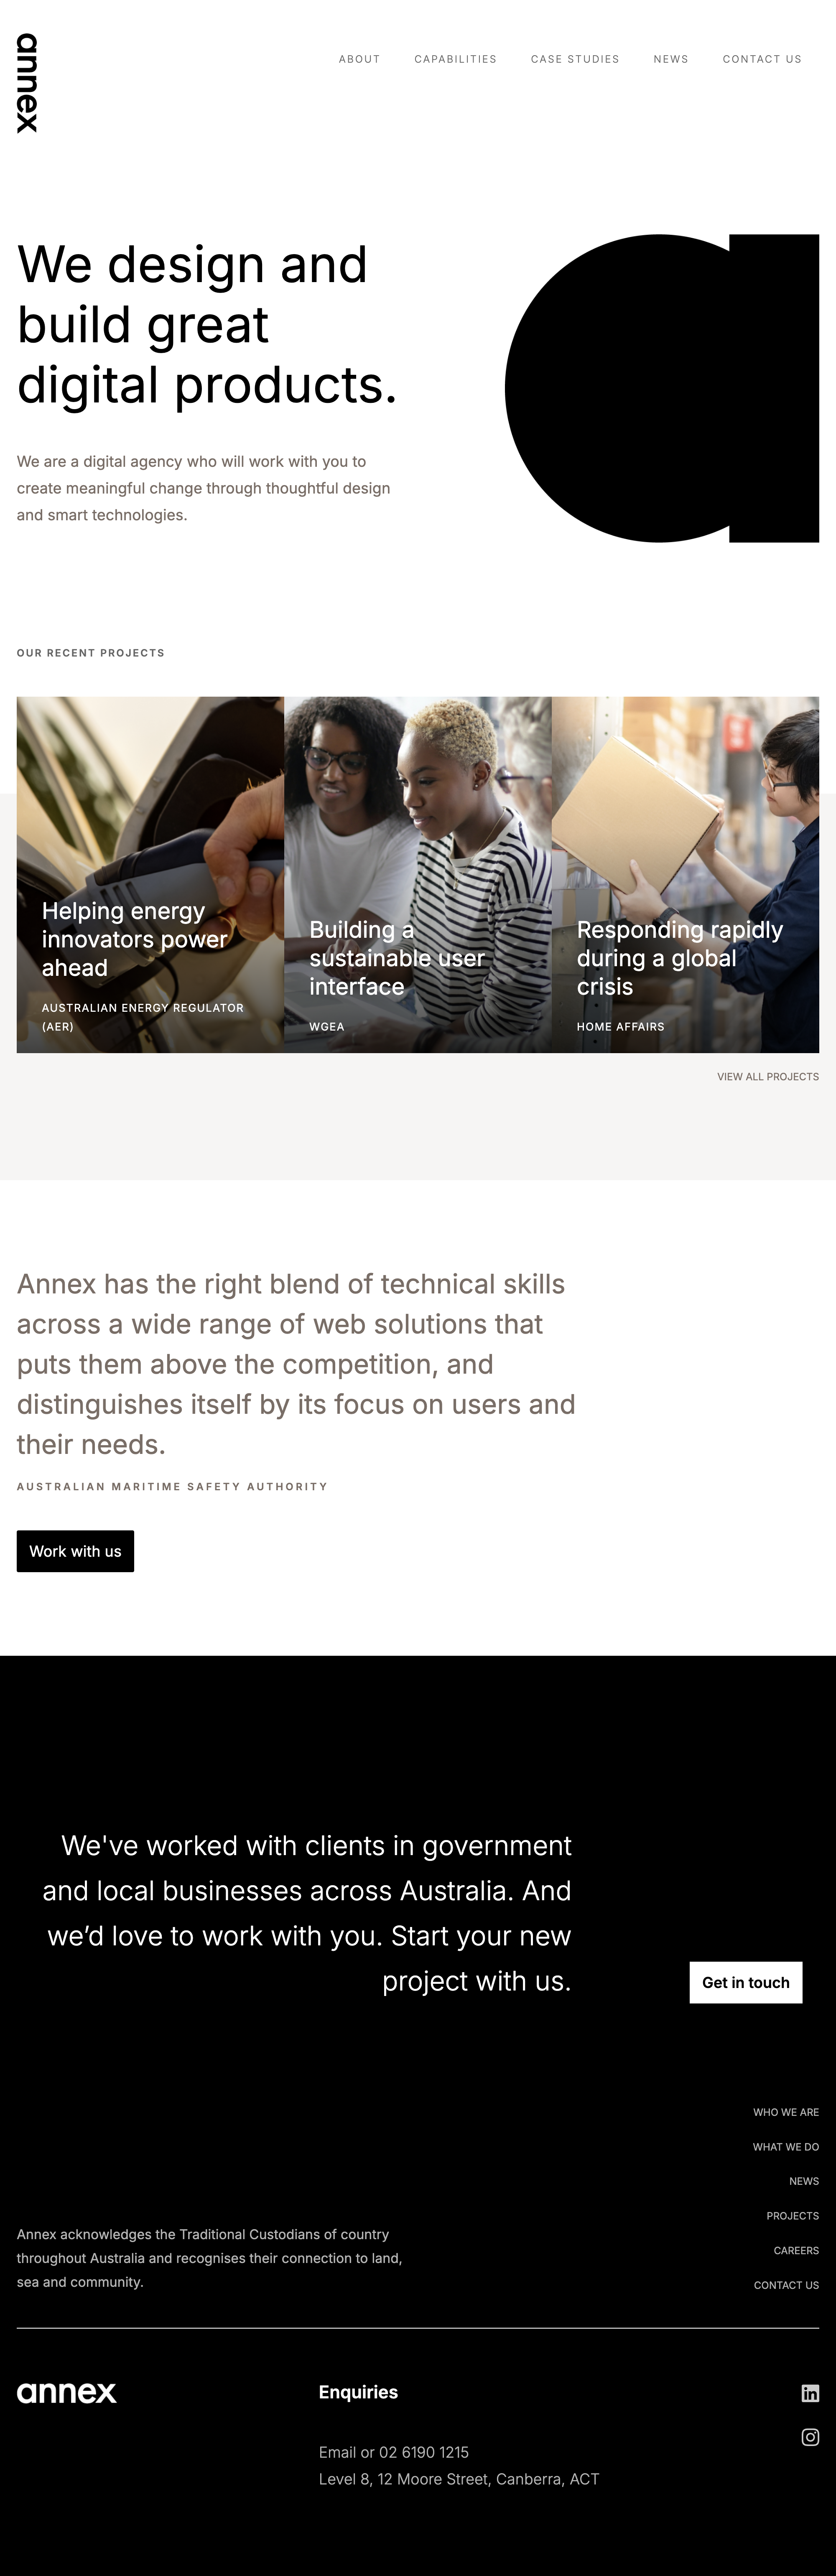 annex
ABOUT
CAPABILITIES
CASE STUDIES
NEWS
CONTACT US
We design and
build great
digital products.
We are a digital agency who will work with you to
create meaningful change through thoughtful design
and smart technologies.
OUR RECENT PROJECTS
Helping energy
innovators power
ahead
AUSTRALIAN ENERGY REGULATOR
(AER)
Building a
sustainable user
interface
WGEA
Responding rapidly
during a global
crisis
HOME AFFAIRS
VIEW ALL PROJECTS
Annex has the right blend of technical skills
across a wide range of web solutions that
puts them above the competition, and
distinguishes itself by its focus on users and
their needs.
AUSTRALIAN MARITIME SAFETY AUTHORITY
Work with us
We've worked with clients in government
and local businesses across Australia. And
we’d love to work with you. Start your new
project with us.
Get in touch
WHO WE ARE
WHAT WE DO
NEWS
PROJECTS
CAREERS
CONTACT US
Annex acknowledges the Traditional Custodians of country
throughout Australia and recognises their connection to land,
sea and community.
annex
Enquiries
Email or 02 6190 1215
Level 8, 12 Moore Street, Canberra, ACT